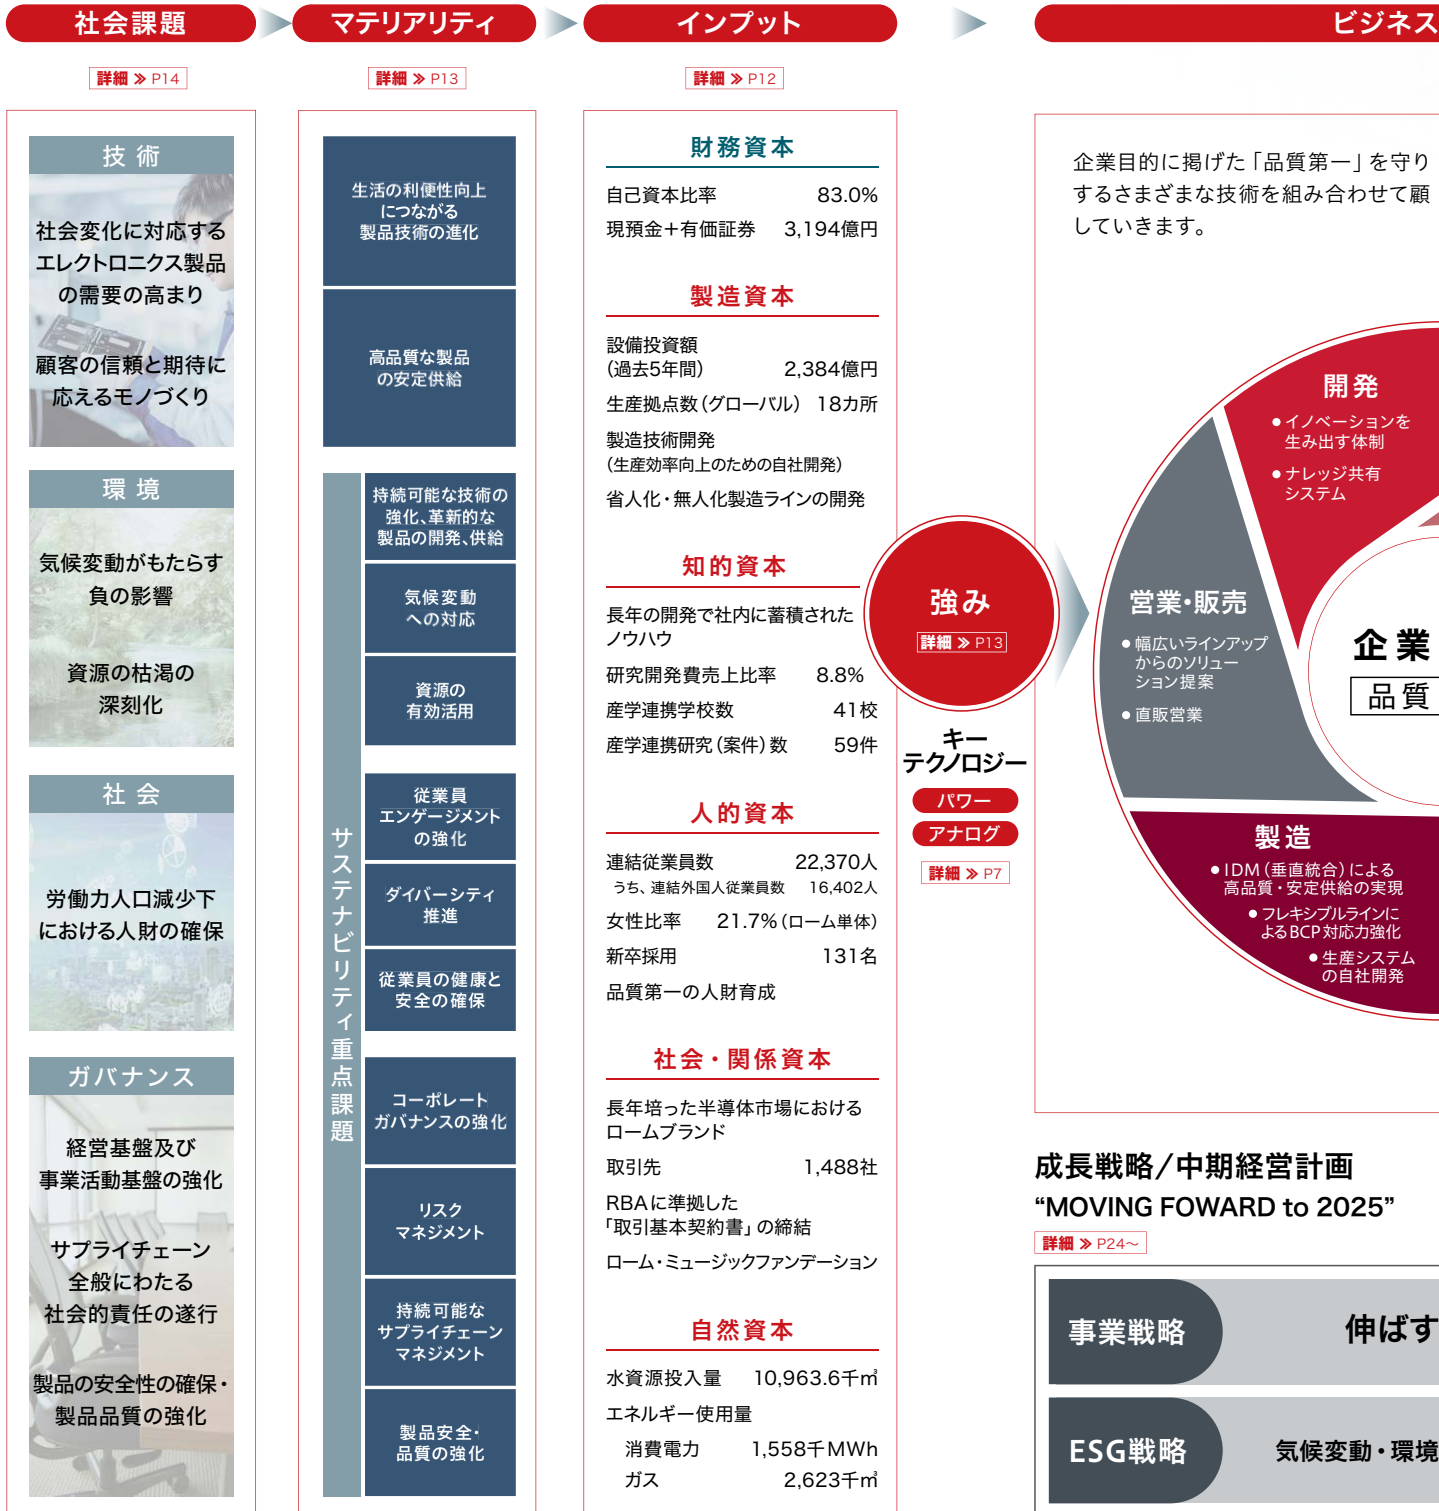 社会課題
詳細 ≫ P14
技術
社会変化に対応する
エレクトロニクス製品
の需要の高まり
顧客の信頼と期待に
応えるモノづくり
環境
気候変動がもたらす
負の影響
資源の枯渇の
深刻化
社会
労働力人口減少下
における人財の確保
ガバナンス
経営基盤及び
事業活動基盤の強化
サプライチェーン
全般にわたる
社会的責任の遂行
製品の安全性の確保・
製品品質の強化
マテリアリティ
詳細 ≫ P13
生活の利便性向上
につながる
製品技術の進化
高品質な製品
の安定供給
サステナビリティ重点課題
持続可能な技術の
強化、革新的な
製品の開発、供給
気候変動
への対応
資源の
有効活用
従業員
エンゲージメント
の強化
ダイバーシティ
推進
従業員の健康と
安全の確保
コーポレート
ガバナンスの強化
リスク
マネジメント
持続可能な
サプライチェーン
マネジメント
製品安全・
品質の強化
インプット
詳細 ≫ P12
財務資本
自己資本比率 83.0%
現預金＋有価証券 3,194億円
製造資本
設備投資額
（過去5年間） 2,384億円
生産拠点数（グローバル） 18カ所
製造技術開発
（生産効率向上のための自社開発）
省人化・無人化製造ラインの開発
知的資本
長年の開発で社内に蓄積された
ノウハウ
研究開発費売上比率 8.8%
産学連携学校数 41校
産学連携研究（案件）数 59件
人的資本
連結従業員数 22,370人
うち、連結外国人従業員数 16,402人
女性比率 21.7%（ローム単体）
新卒採用 131名
品質第一の人財育成
社会・関係資本
長年培った半導体市場における
ロームブランド
取引先 1,488社
RBAに準拠した
「取引基本契約書」の締結
ローム・ミュージックファンデーション
自然資本
水資源投入量 10,963.6千㎥
エネルギー使用量
消費電力 1,558千MWh
ガス 2,623千㎥
強み
詳細 ≫ P13
キー
テクノロジー
パワー
アナログ
詳細 ≫ P7
ビジネス
企業目的に掲げた「品質第一」を守り
するさまざまな技術を組み合わせて顧
していきます。
開発
●イノベーションを
生み出す体制
●ナレッジ共有
システム
営業・販売
●幅広いラインアップ
からのソリュー
ション提案
●直販営業
企業
品質
製造
●IDM（垂直統合）による
高品質・安定供給の実現
●フレキシブルラインに
よるBCP対応力強化
●生産システム
の自社開発
成長戦略/中期経営計画
“MOVING FOWARD to 2025”
詳細 ≫ P24～
事業戦略
伸ばす
ESG戦略
気候変動・環境